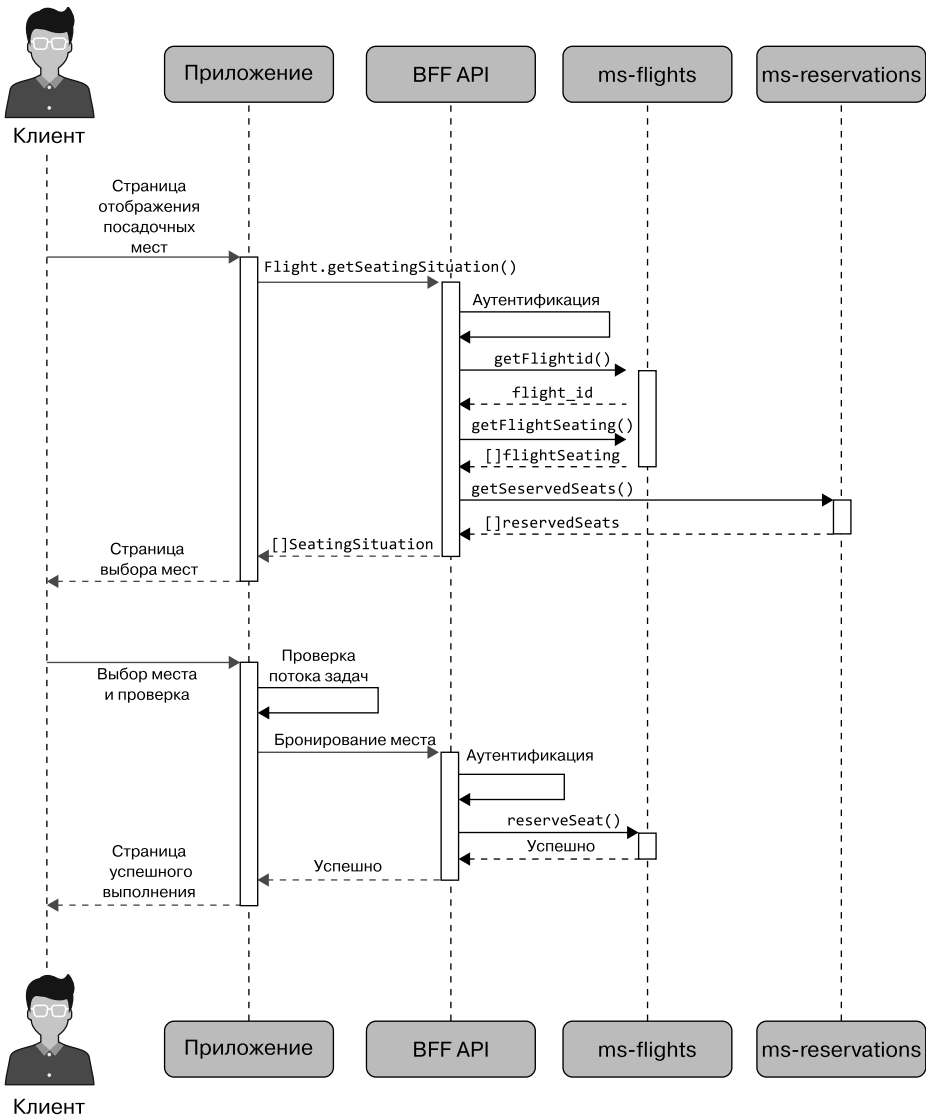 Приложение
BFF API
ms-flights
ms-reservations
Клиент
Страница
отображения
посадочных
мест
Flight.getSeatingSituation()
Аутентификация
getFlightid()
flight_id
getFlightSeating()
[]flightSeating
getSeservedSeats()
[]reservedSeats
[]SeatingSituation
Страница
выбора мест
Проверка
потока задач
Выбор места
и проверка
Бронирование места
Аутентификация
reserveSeat()
Успешно
Страница
успешного
выполнения
Успешно
Приложение
BFF API
ms-flights
ms-reservations
Клиент